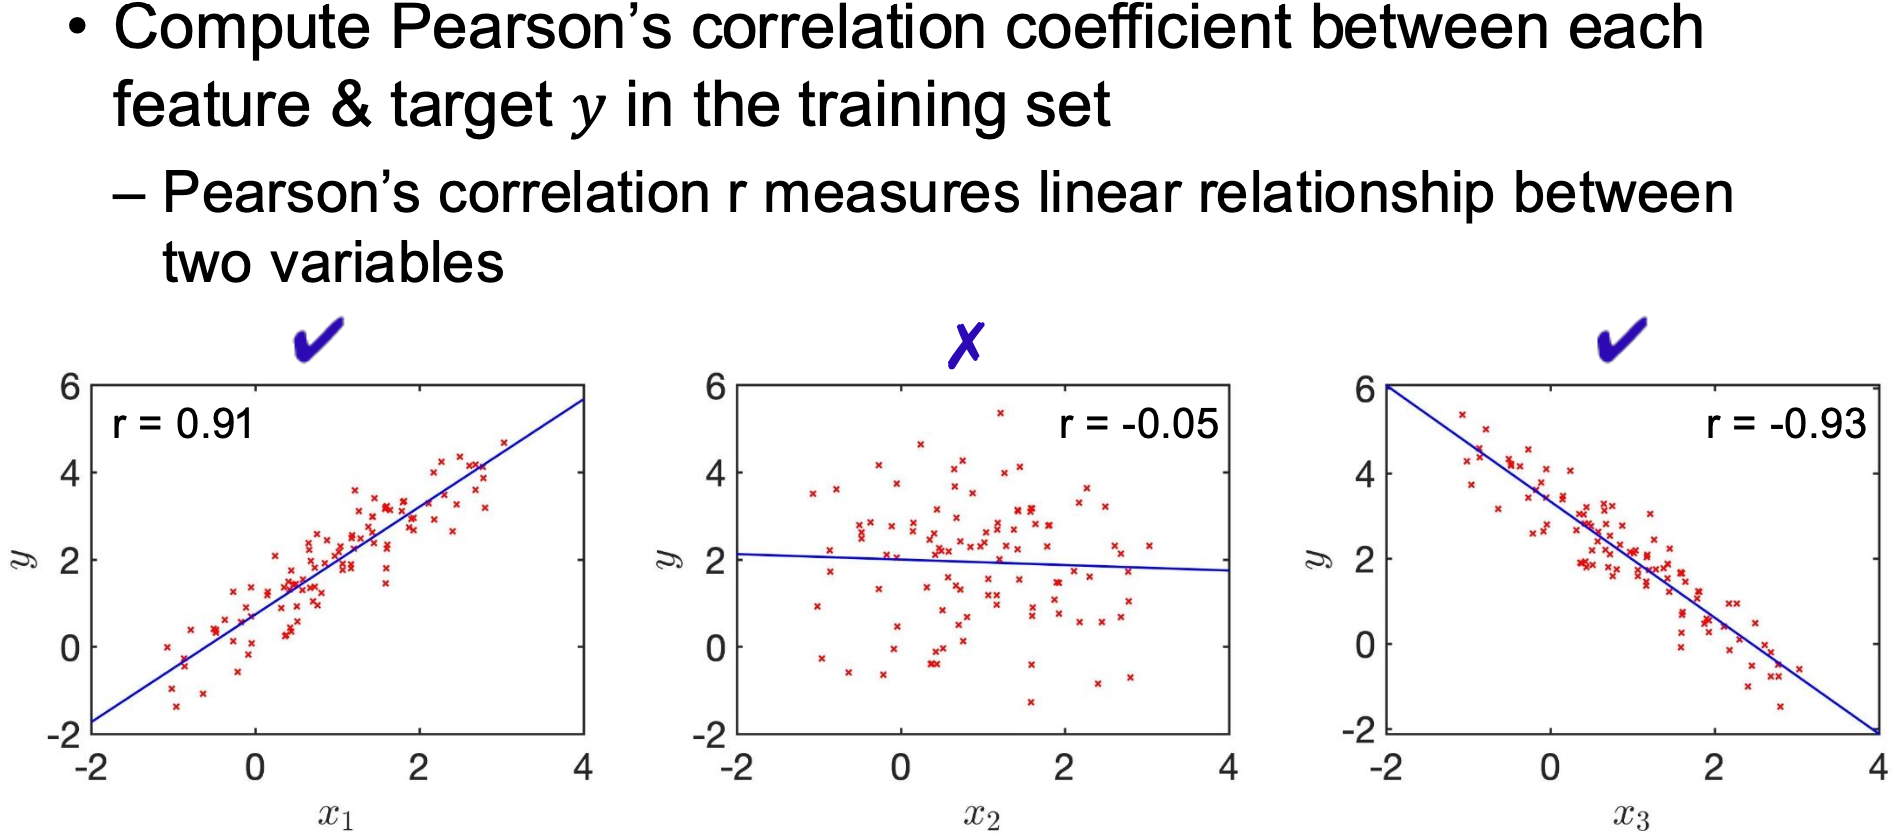 • Compute Pearson’s correlation coefficient between each
feature & target y in the training set
– Pearson’s correlation r measures linear relationship between
two variables
✔ ✗ ✔
r = 0.91
6
4
2
0
-2
y
-2 0 2 4
x₁
r = -0.05
6
4
2
0
-2
y
-2 0 2 4
x₂
r = -0.93
6
4
2
0
-2
y
-2 0 2 4
x₃